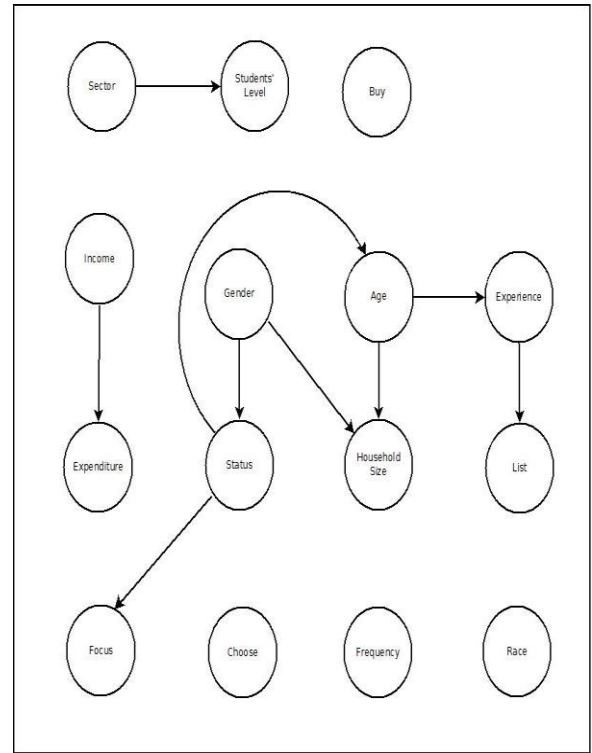 Sector
Students'
Level
Buy
Income
Gender
Age
Experience
Expenditure
Status
Household
Size
List
Focus
Choose
Frequency
Race